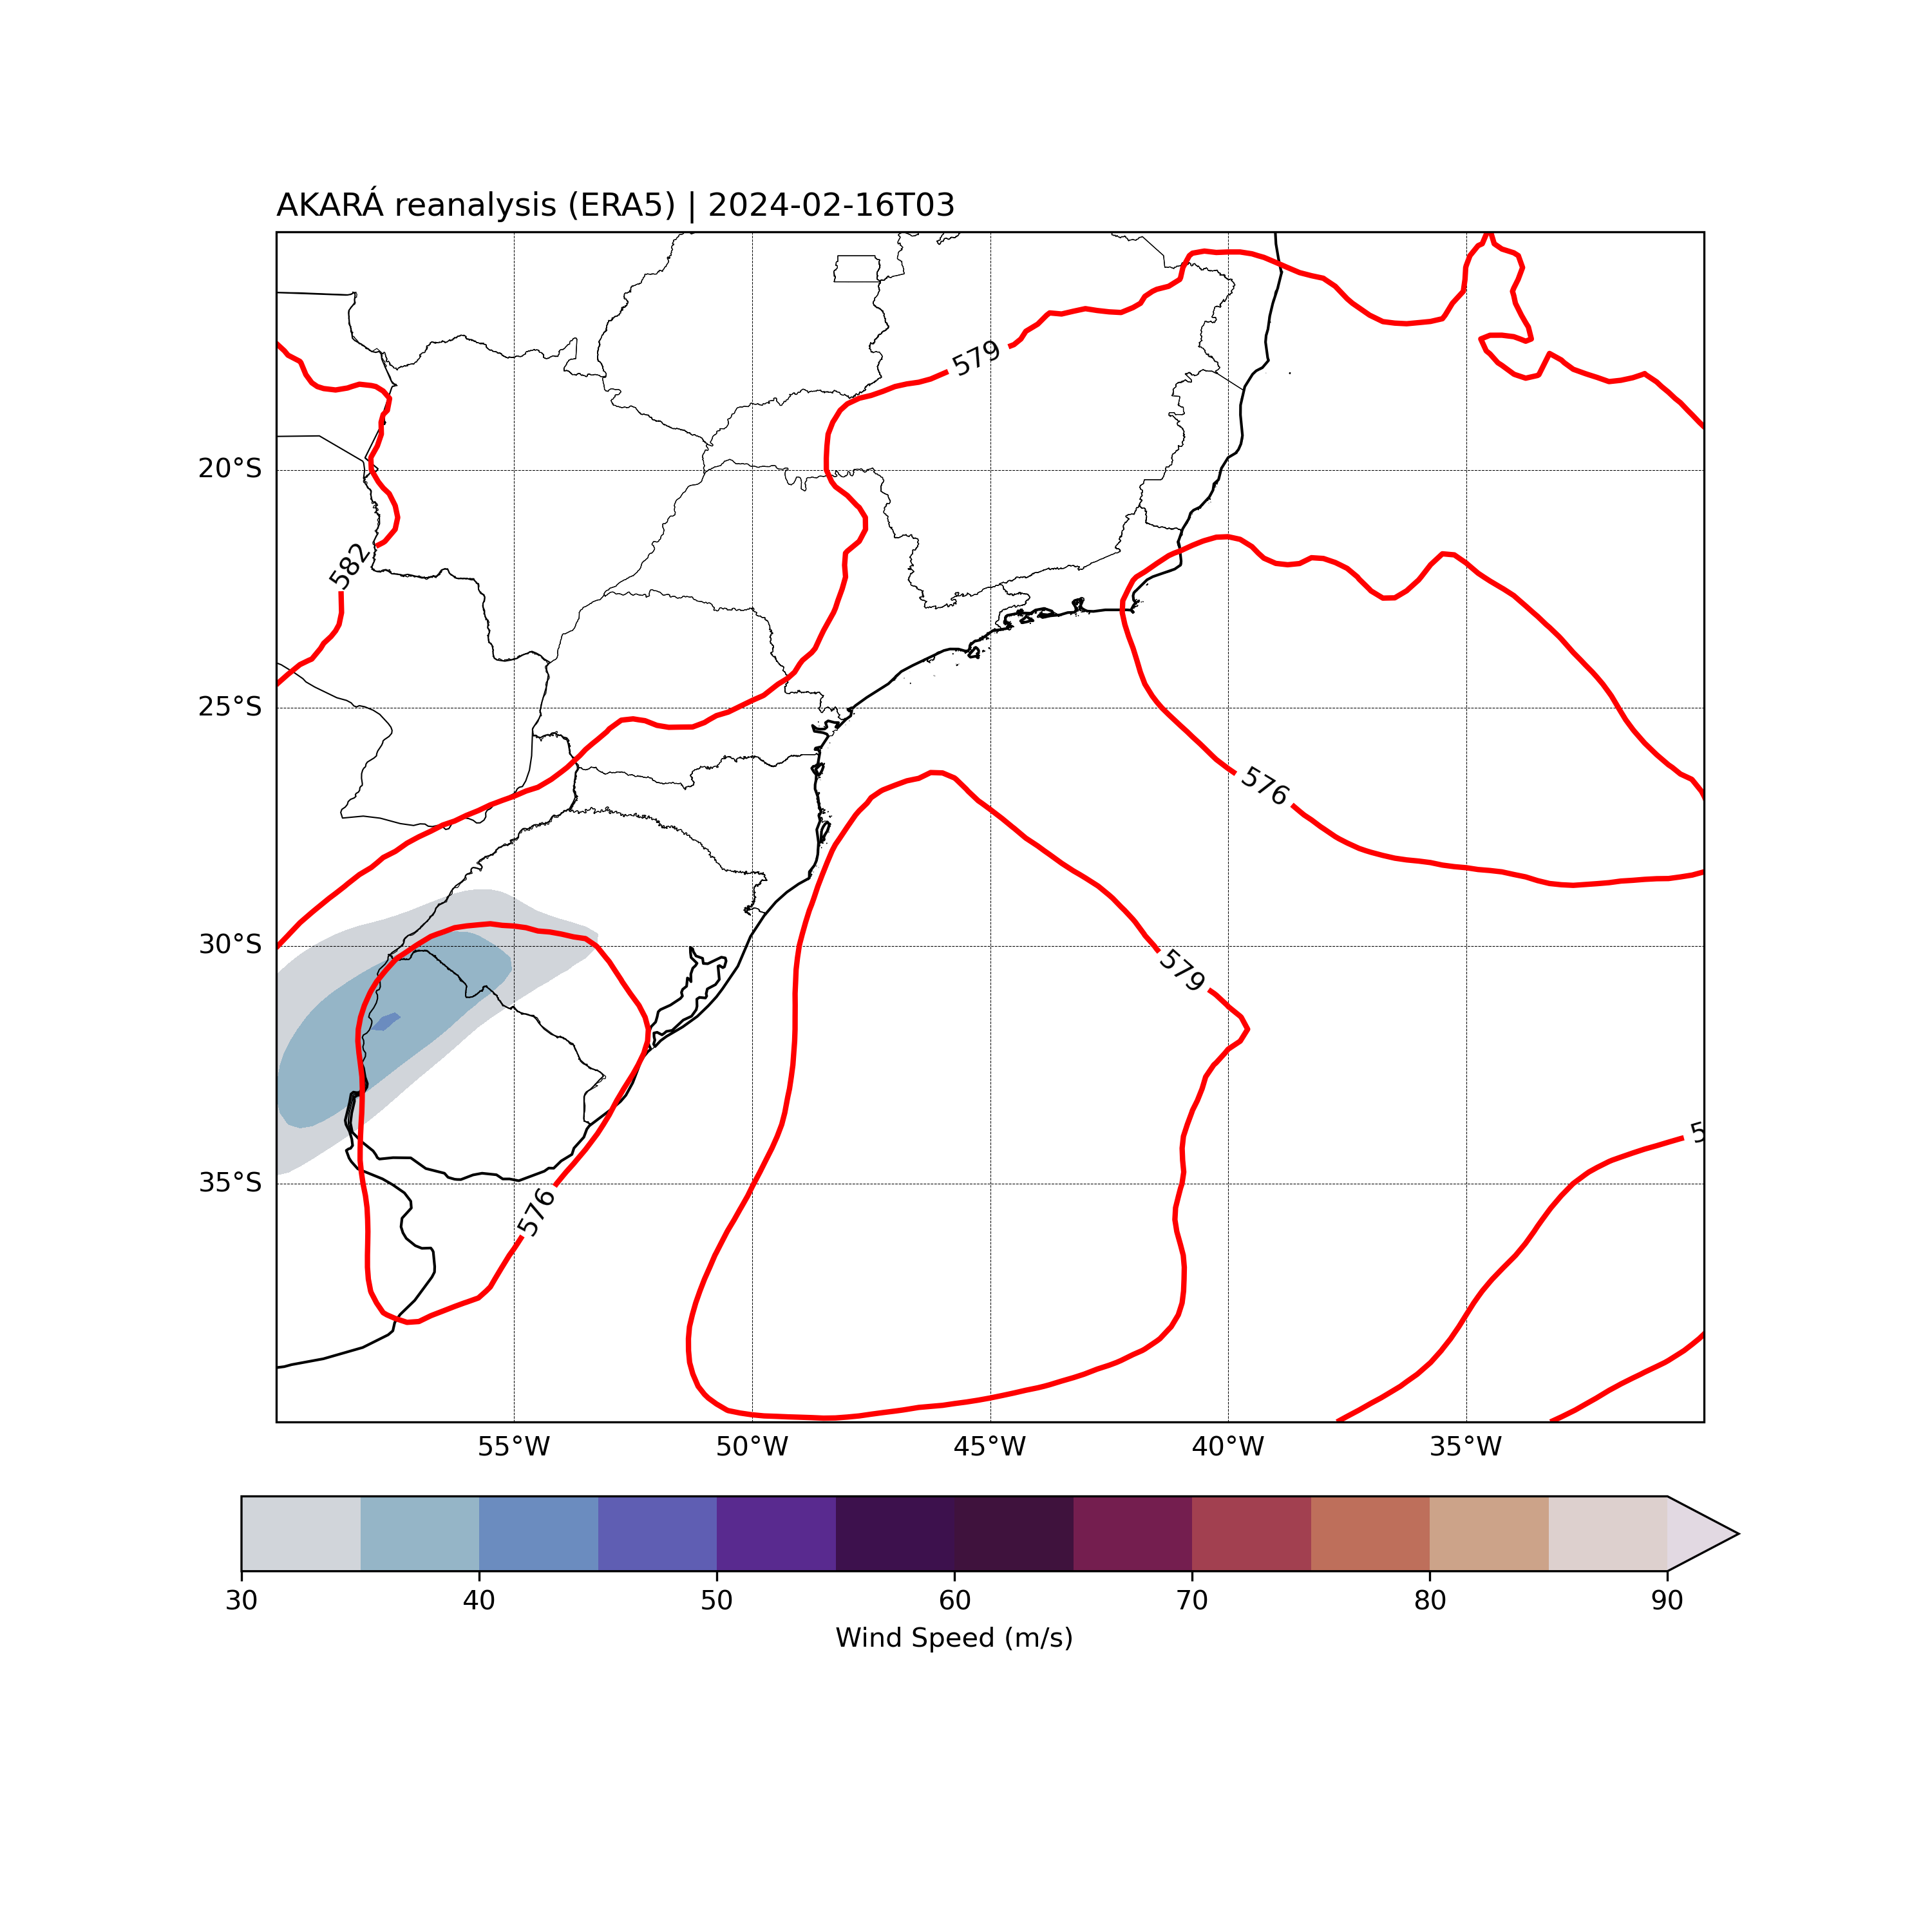 AKARÁ reanalysis (ERA5) | 2024-02-16T03
579
20°S
582
25°S
576
30°S
579
5
35°S
576
55°W 50°W 45°W 40°W 35°W
30 40 50 60 70 80 90
Wind Speed (m/s)